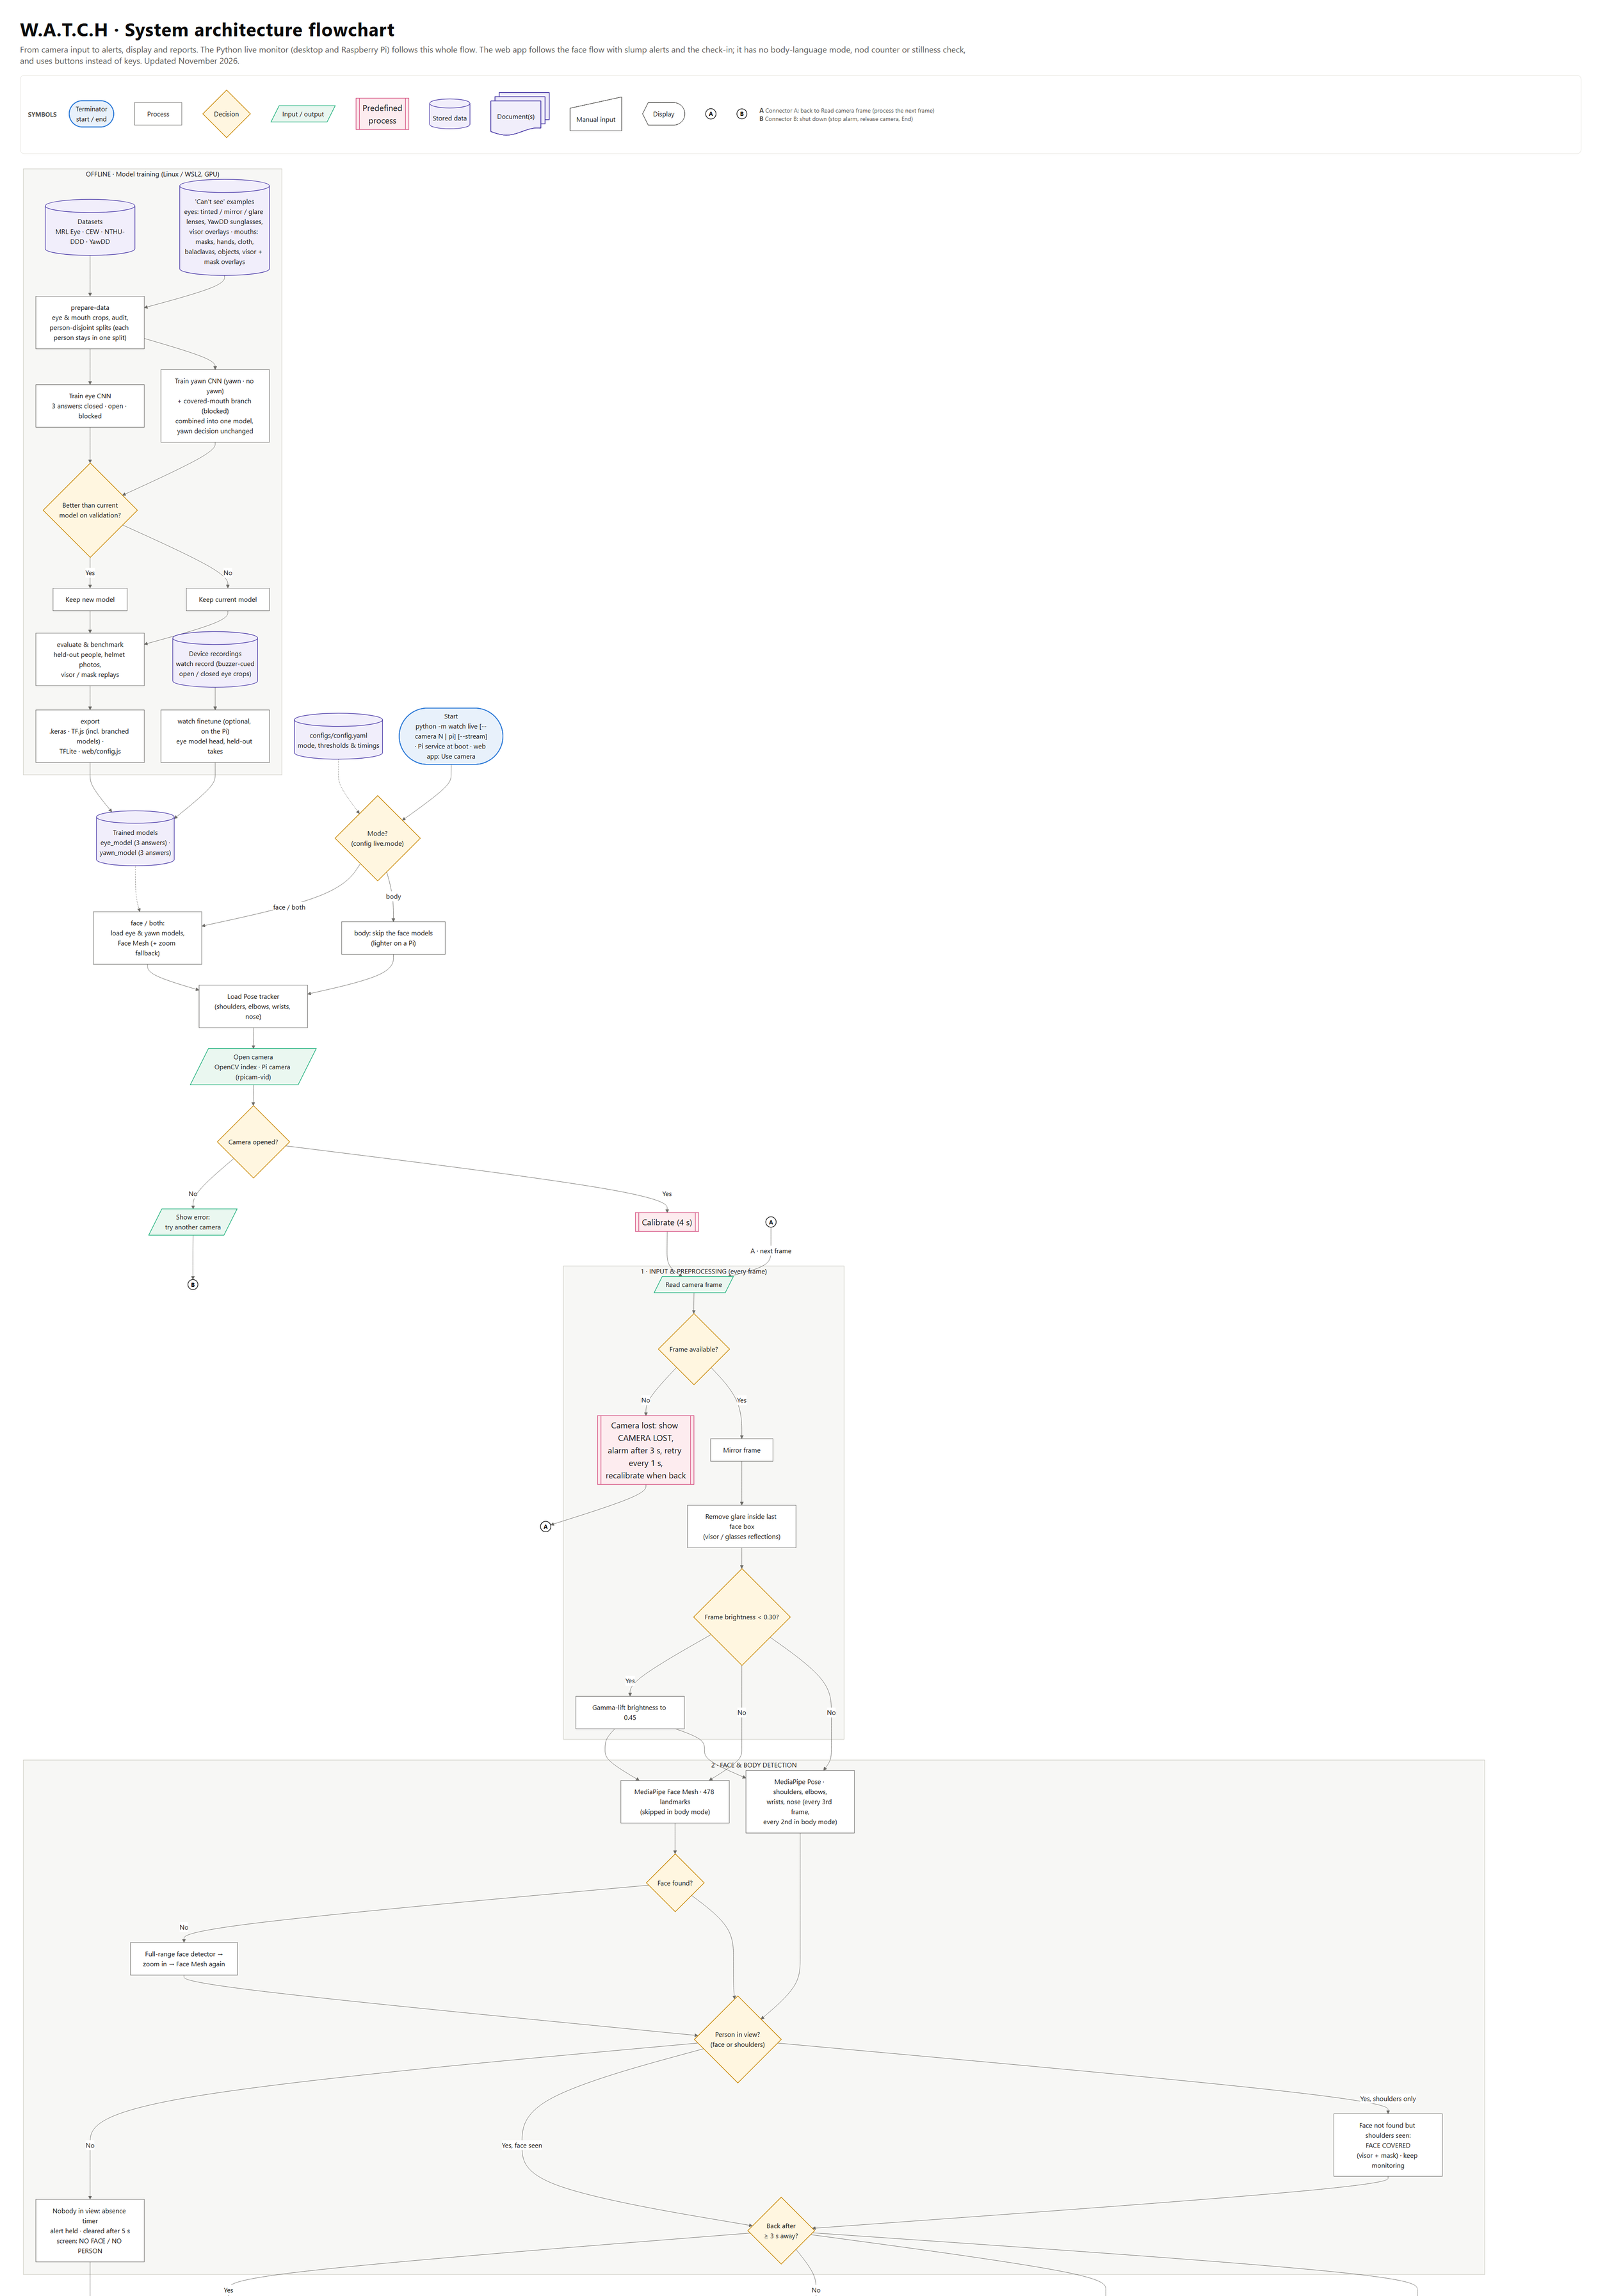 W.A.T.C.H · System architecture flowchart
From camera input to alerts, display and reports. The Python live monitor (desktop and Raspberry Pi) follows this whole flow. The web app follows the face flow with slump alerts and the check-in; it has no body-language mode, nod counter or stillness check,
and uses buttons instead of keys. Updated November 2026.
SYMBOLS
Terminator
start / end
Process
Decision
Input / output
Predefined
process
Stored data
Document(s)
Manual input
Display
A
B
A Connector A: back to Read camera frame (process the next frame)
B Connector B: shut down (stop alarm, release camera, End)
OFFLINE · Model training (Linux / WSL2, GPU)
Datasets
MRL Eye · CEW · NTHU-
DDD · YawDD
'Can't see' examples
eyes: tinted / mirror / glare
lenses, YawDD sunglasses,
visor overlays · mouths:
masks, hands, cloth,
balaclavas, objects, visor +
mask overlays
prepare-data
eye & mouth crops, audit,
person-disjoint splits (each
person stays in one split)
Train eye CNN
3 answers: closed · open ·
blocked
Train yawn CNN (yawn · no
yawn)
+ covered-mouth branch
(blocked)
combined into one model,
yawn decision unchanged
Better than current
model on validation?
Yes
No
Keep new model
Keep current model
evaluate & benchmark
held-out people, helmet
photos,
visor / mask replays
Device recordings
watch record (buzzer-cued
open / closed eye crops)
export
.keras · TF.js (incl. branched
models) ·
TFLite · web/config.js
watch finetune (optional,
on the Pi)
eye model head, held-out
takes
configs/config.yaml
mode, thresholds & timings
Start
python -m watch live [--
camera N | pi] [--stream]
· Pi service at boot · web
app: Use camera
Trained models
eye_model (3 answers) ·
yawn_model (3 answers)
Mode?
(config live.mode)
face / both
body
face / both:
load eye & yawn models,
Face Mesh (+ zoom
fallback)
body: skip the face models
(lighter on a Pi)
Load Pose tracker
(shoulders, elbows, wrists,
nose)
Open camera
OpenCV index · Pi camera
(rpicam-vid)
Camera opened?
No
Yes
Show error:
try another camera
B
Calibrate (4 s)
A
A · next frame
1 · INPUT & PREPROCESSING (every frame)
Read camera frame
Frame available?
No
Yes
Camera lost: show
CAMERA LOST,
alarm after 3 s, retry
every 1 s,
recalibrate when back
Mirror frame
A
Remove glare inside last
face box
(visor / glasses reflections)
Frame brightness < 0.30?
Yes
No
No
Gamma-lift brightness to
0.45
2 · FACE & BODY DETECTION
MediaPipe Face Mesh · 478
landmarks
(skipped in body mode)
MediaPipe Pose ·
shoulders, elbows,
wrists, nose (every 3rd
frame,
every 2nd in body mode)
Face found?
No
Full-range face detector →
zoom in → Face Mesh again
Person in view?
(face or shoulders)
Yes, shoulders only
No
Yes, face seen
Face not found but
shoulders seen:
FACE COVERED
(visor + mask) · keep
monitoring
Nobody in view: absence
timer
alert held · cleared after 5 s
screen: NO FACE / NO
PERSON
Back after
≥ 3 s away?
Yes
No